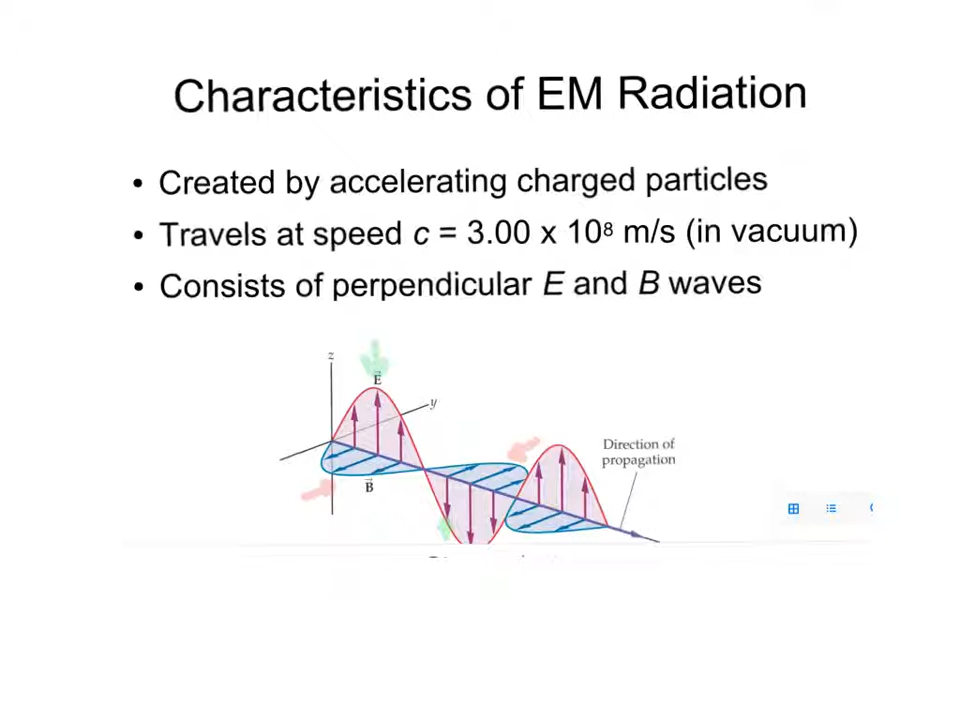 Characteristics of EM Radiation
• Created by accelerating charged particles
• Travels at speed c = 3.00 x 10⁸ m/s (in vacuum)
• Consists of perpendicular E and B waves
z
E⃗
y
Direction of
propagation
B⃗